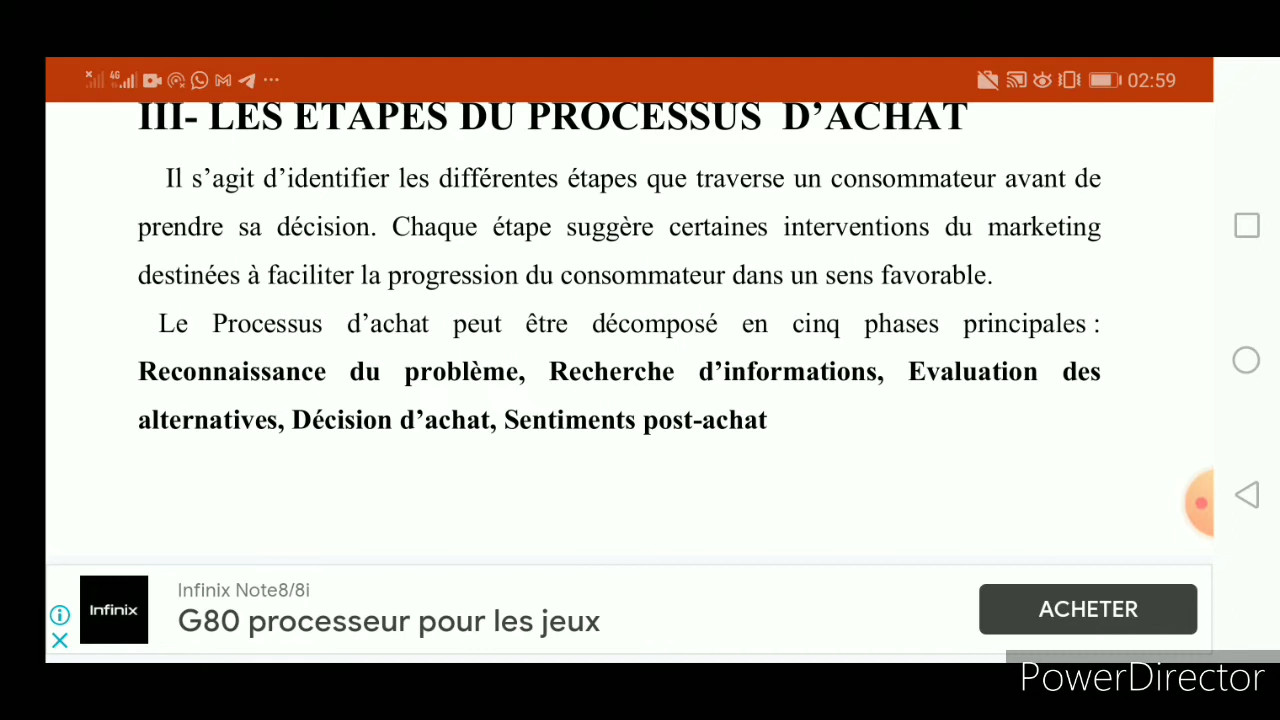 4G
02:59
III- LES ETAPES DU PROCESSUS D’ACHAT
Il s’agit d’identifier les différentes étapes que traverse un consommateur avant de
prendre sa décision. Chaque étape suggère certaines interventions du marketing
destinées à faciliter la progression du consommateur dans un sens favorable.
Le Processus d’achat peut être décomposé en cinq phases principales :
Reconnaissance du problème, Recherche d’informations, Evaluation des
alternatives, Décision d’achat, Sentiments post-achat
Infinix
Infinix Note8/8i
G80 processeur pour les jeux
ACHETER
PowerDirector